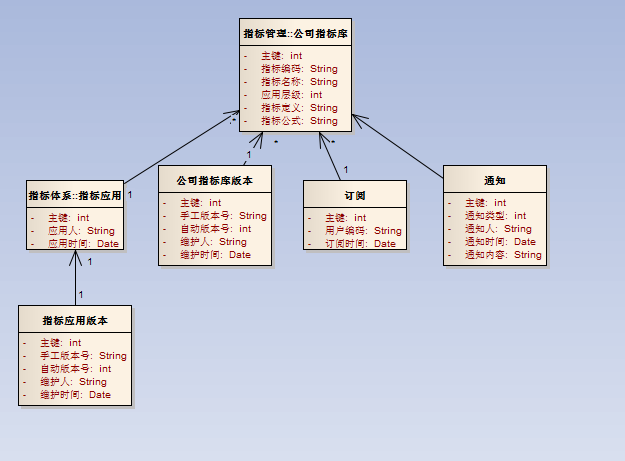 指标管理::公司指标库
- 主键: int
- 指标编码: String
- 指标名称: String
- 应用层级: int
- 指标定义: String
- 指标公式: String
..*
*
*
1
1
1
指标体系::指标应用
- 主键: int
- 应用人: String
- 应用时间: Date
公司指标库版本
- 主键: int
- 手工版本号: String
- 自动版本号: int
- 维护人: String
- 维护时间: Date
订阅
- 主键: int
- 用户编码: String
- 订阅时间: Date
通知
- 主键: int
- 通知类型: int
- 通知人: String
- 通知时间: Date
- 通知内容: String
1
1
指标应用版本
- 主键: int
- 手工版本号: String
- 自动版本号: int
- 维护人: String
- 维护时间: Date